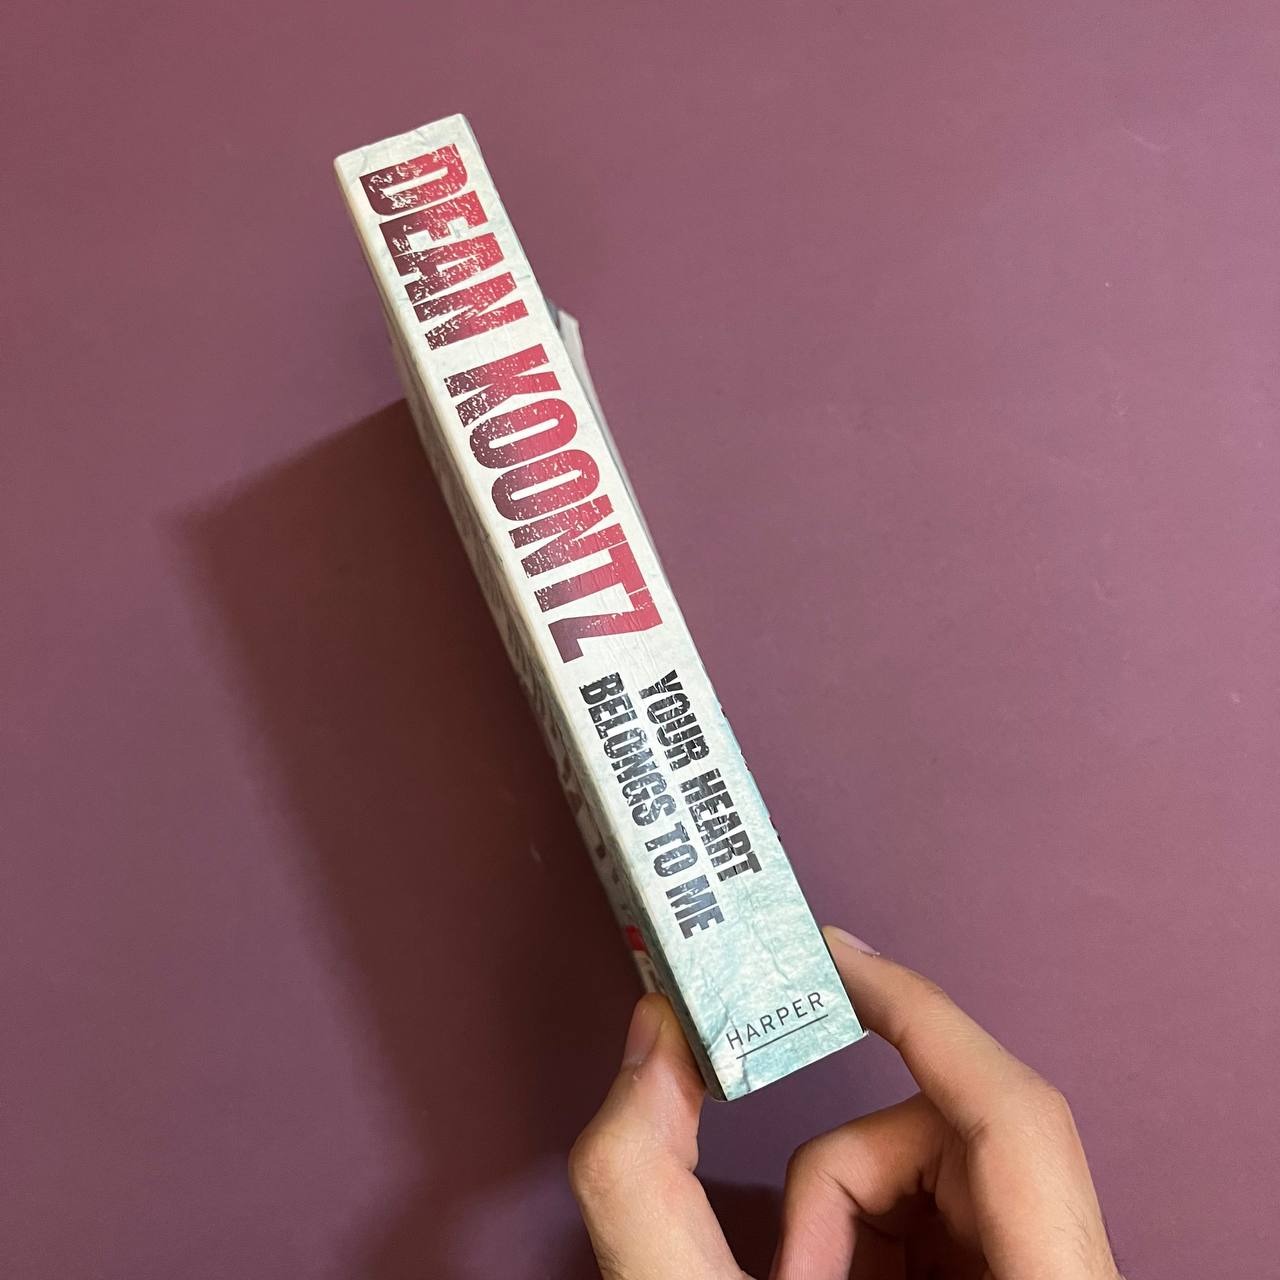 DEAN KOONTZ
YOUR HEART
BELONGS TO ME
HARPER